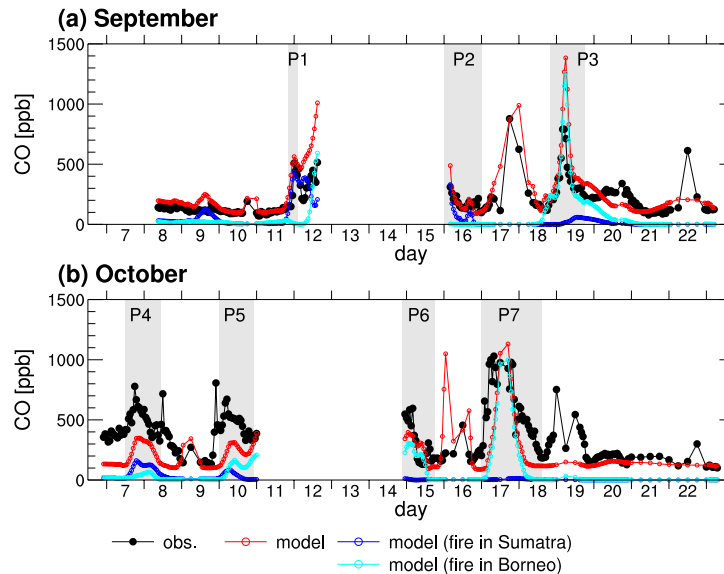 (a) September
1500
1000
500
0
CO [ppb]
P1
P2
P3
7 8 9 10 11 12 13 14 15 16 17 18 19 20 21 22
day
(b) October
1500
1000
500
0
CO [ppb]
P4
P5
P6
P7
7 8 9 10 11 12 13 14 15 16 17 18 19 20 21 22
day
obs.
model
model (fire in Sumatra)
model (fire in Borneo)